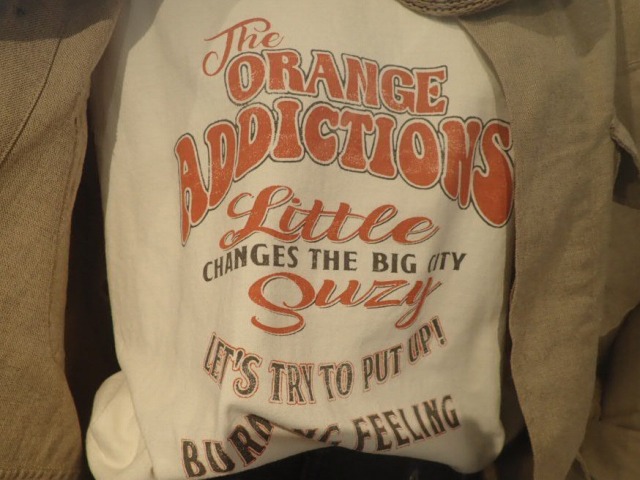 The
ORANGE
ADDICTIONS
Little
CHANGES THE BIG CITY
Suzy
LET'S TRY TO PUT UP!
FEELING